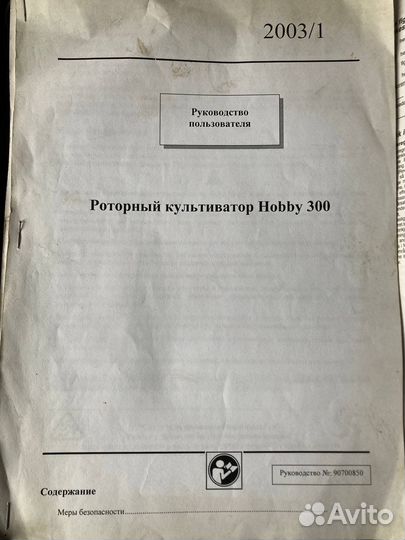 2003/1
Руководство
пользователя
Роторный культиватор Hobby 300
Руководство №: 90700850
Содержание
Меры безопасности
Avito